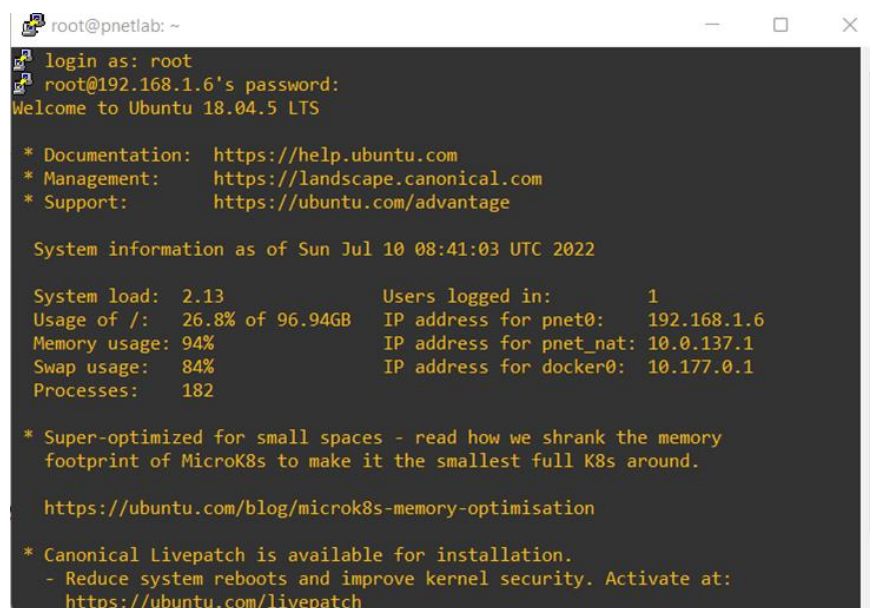 root@pnetlab: ~
login as: root
root@192.168.1.6's password:
Welcome to Ubuntu 18.04.5 LTS
* Documentation:  https://help.ubuntu.com
* Management:     https://landscape.canonical.com
* Support:        https://ubuntu.com/advantage
System information as of Sun Jul 10 08:41:03 UTC 2022
System load:  2.13               Users logged in:         1
Usage of /:   26.8% of 96.94GB   IP address for pnet0:    192.168.1.6
Memory usage: 94%                IP address for pnet_nat: 10.0.137.1
Swap usage:   84%                IP address for docker0:  10.177.0.1
Processes:    182
* Super-optimized for small spaces - read how we shrank the memory
footprint of MicroK8s to make it the smallest full K8s around.
https://ubuntu.com/blog/microk8s-memory-optimisation
* Canonical Livepatch is available for installation.
- Reduce system reboots and improve kernel security. Activate at:
https://ubuntu.com/livepatch